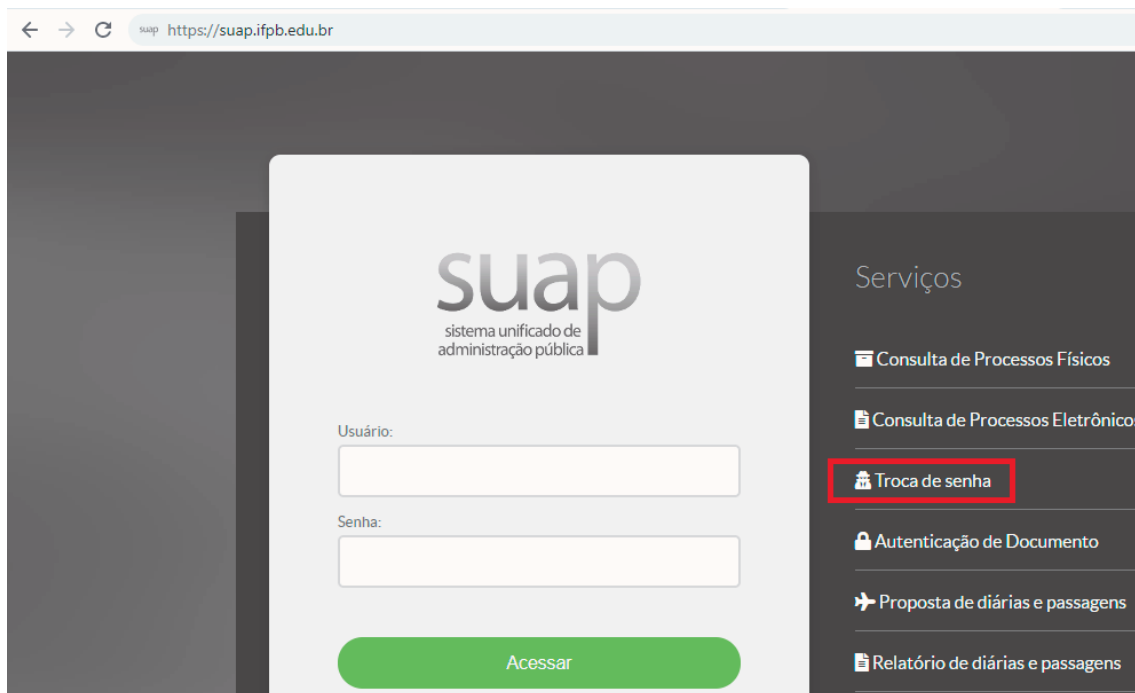 suap https://suap.ifpb.edu.br
suap
sistema unificado de
administração pública
Usuário:
Senha:
Acessar
Serviços
Consulta de Processos Físicos
Consulta de Processos Eletrônicos
Troca de senha
Autenticação de Documento
Proposta de diárias e passagens
Relatório de diárias e passagens